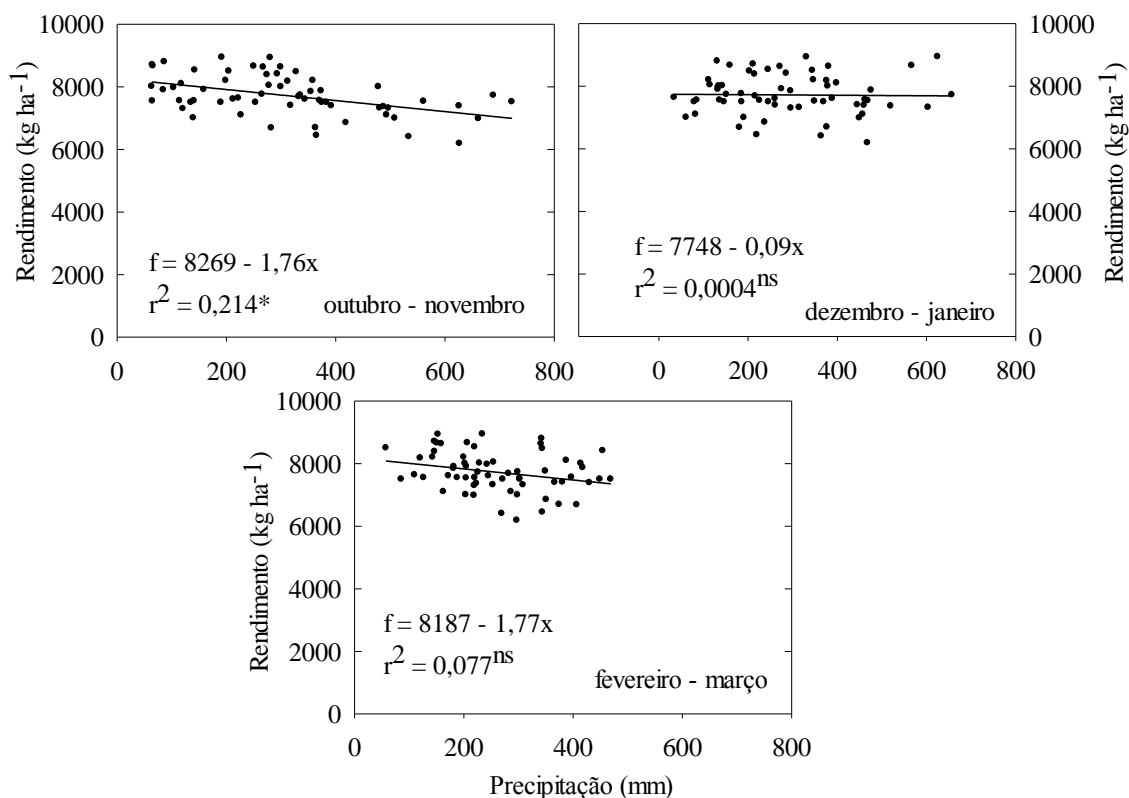 10000
8000
6000
4000
2000
0
Rendimento (kg ha⁻¹)
f = 8269 - 1,76x
r² = 0,214*
outubro - novembro
0 200 400 600 800
10000
8000
6000
4000
2000
0
Rendimento (kg ha⁻¹)
f = 7748 - 0,09x
r² = 0,0004ⁿˢ
dezembro - janeiro
0 200 400 600 800
10000
8000
6000
4000
2000
0
Rendimento (kg ha⁻¹)
f = 8187 - 1,77x
r² = 0,077ⁿˢ
fevereiro - março
0 200 400 600 800
Precipitação (mm)